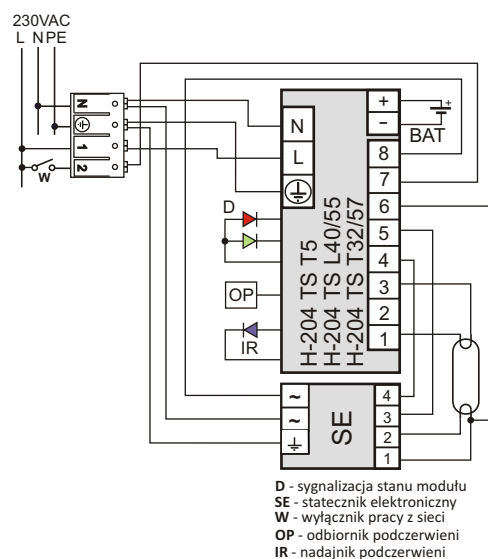 230VAC
L N PE
N
1
2
W
D
OP
IR
N
L
H-204 TS T5
H-204 TS L40/55
H-204 TS T32/57
+
−
BAT
8
7
6
5
4
3
2
1
~
~
SE
4
3
2
1
D - sygnalizacja stanu modułu
SE - statecznik elektroniczny
W - wyłącznik pracy z sieci
OP - odbiornik podczerwieni
IR - nadajnik podczerwieni